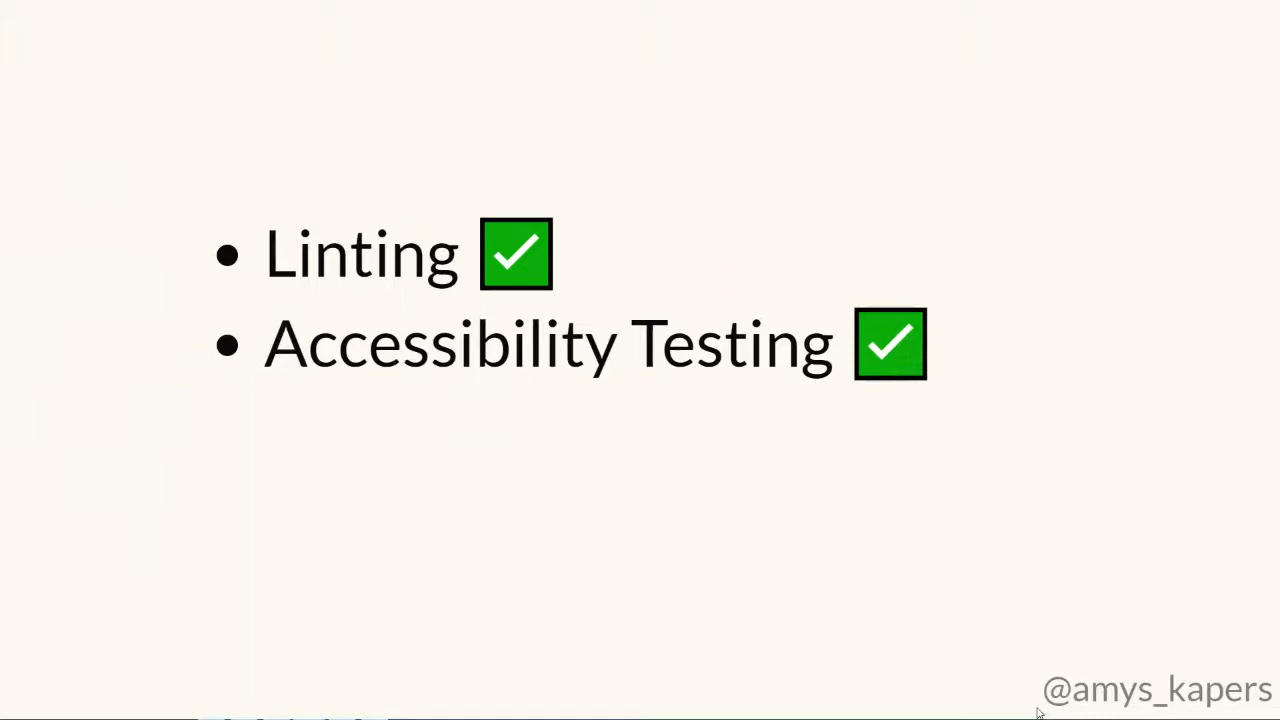 • Linting ✅
• Accessibility Testing ✅
@amys_kapers